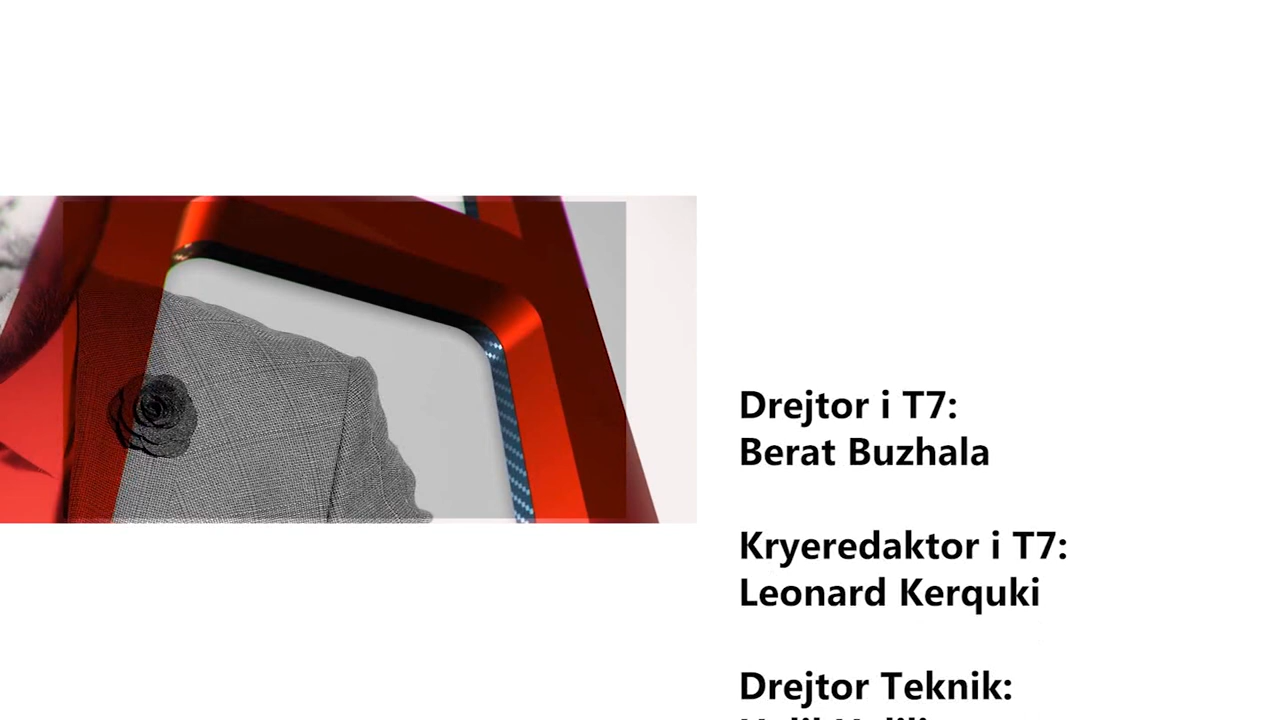 Drejtor i T7:
Berat Buzhala
Kryeredaktor i T7:
Leonard Kerquki
Drejtor Teknik: